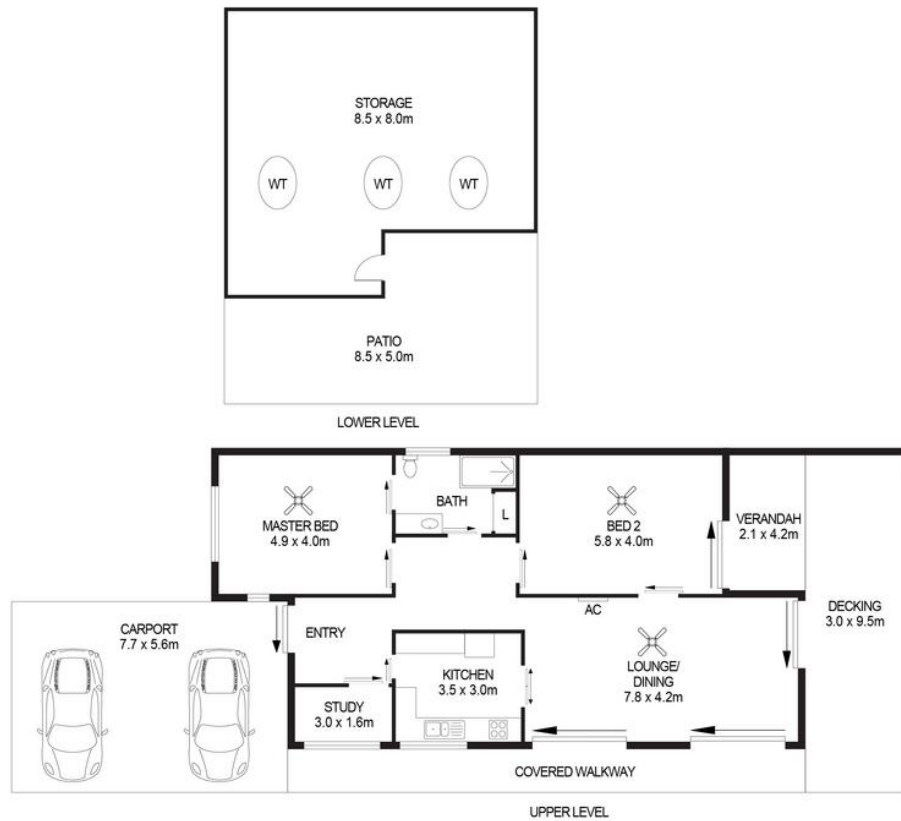 STORAGE
8.5 x 8.0m
WT
WT
WT
PATIO
8.5 x 5.0m
LOWER LEVEL
MASTER BED
4.9 x 4.0m
BATH
L
BED 2
5.8 x 4.0m
VERANDAH
2.1 x 4.2m
DECKING
3.0 x 9.5m
CARPORT
7.7 x 5.6m
ENTRY
AC
KITCHEN
3.5 x 3.0m
LOUNGE/
DINING
7.8 x 4.2m
STUDY
3.0 x 1.6m
COVERED WALKWAY
UPPER LEVEL